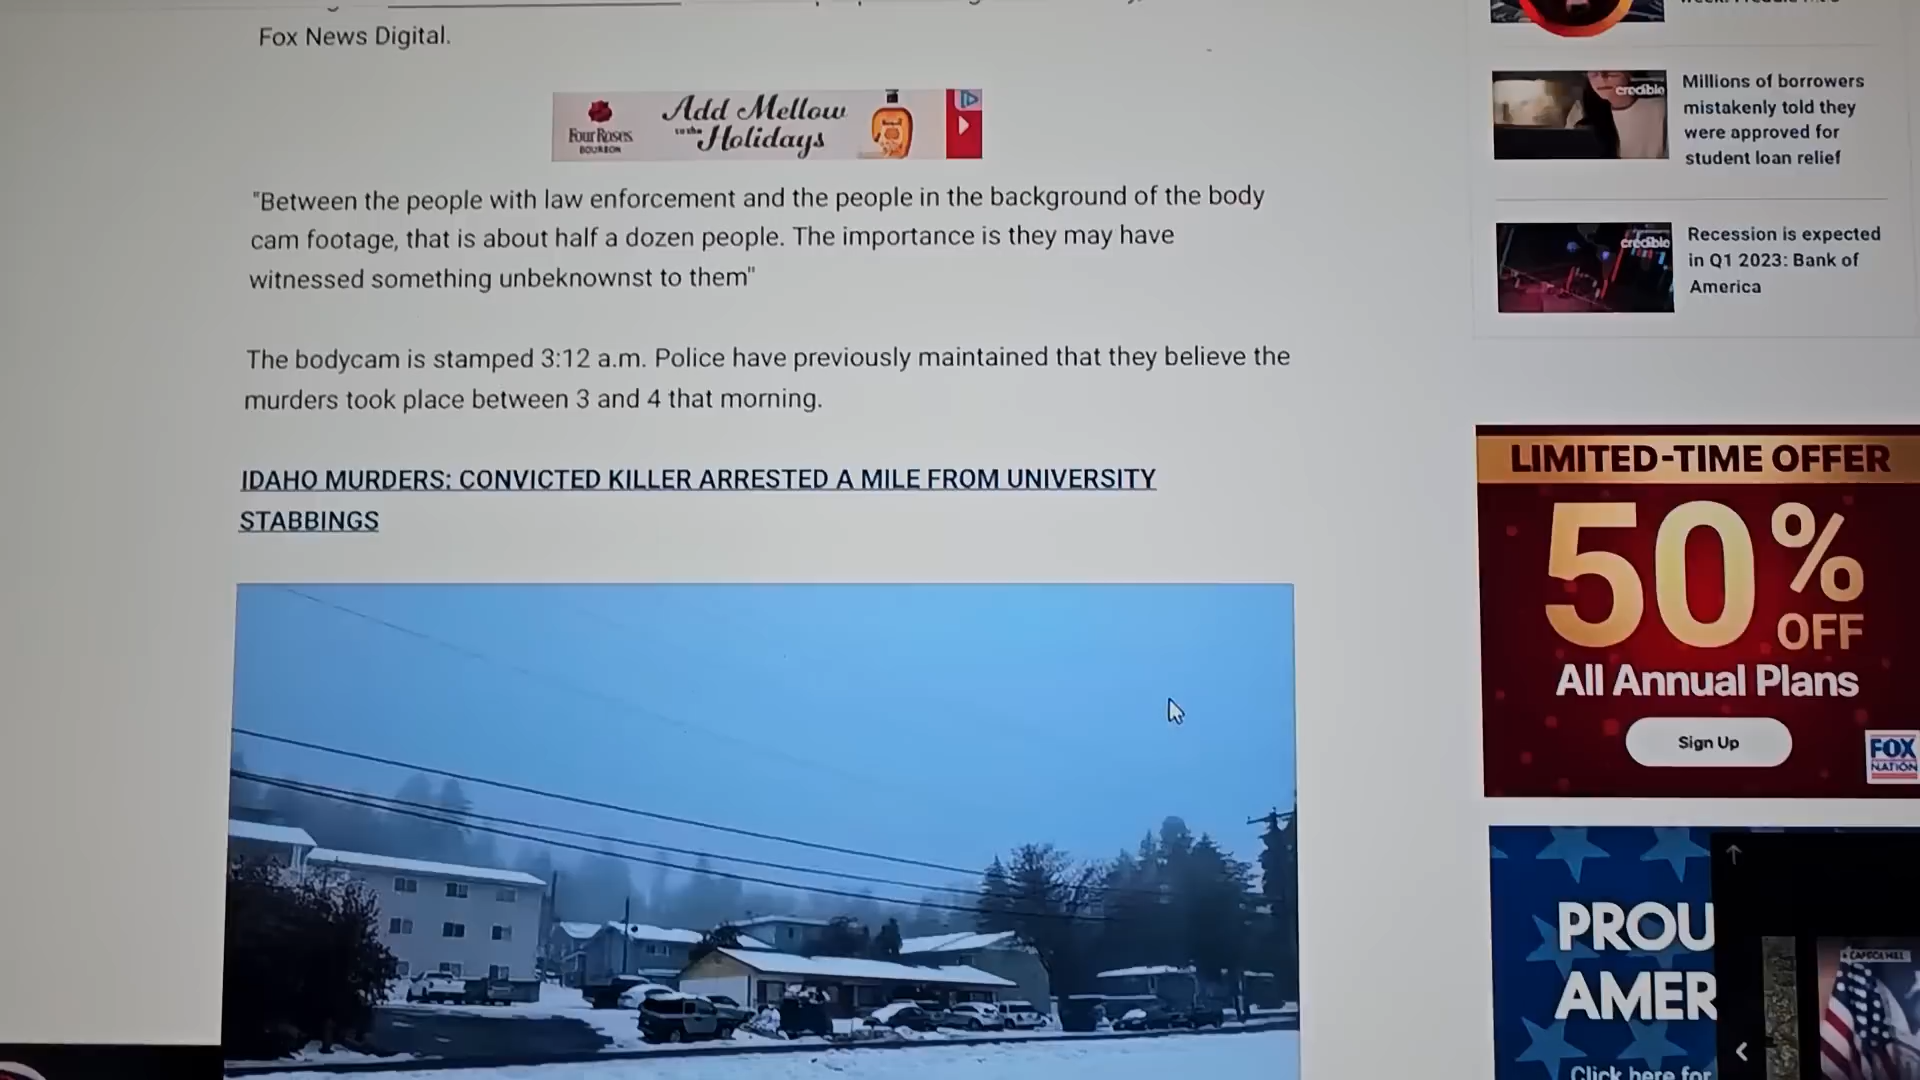 Fox News Digital.
Four Roses
BOURBON
Add Mellow
to the Holidays
"Between the people with law enforcement and the people in the background of the body
cam footage, that is about half a dozen people. The importance is they may have
witnessed something unbeknownst to them"
The bodycam is stamped 3:12 a.m. Police have previously maintained that they believe the
murders took place between 3 and 4 that morning.
IDAHO MURDERS: CONVICTED KILLER ARRESTED A MILE FROM UNIVERSITY
STABBINGS
credible
Millions of borrowers
mistakenly told they
were approved for
student loan relief
credible
Recession is expected
in Q1 2023: Bank of
America
LIMITED-TIME OFFER
50%
OFF
All Annual Plans
Sign Up
FOX
NATION
PROU
AMER
Click here for
CAPITOL HILL